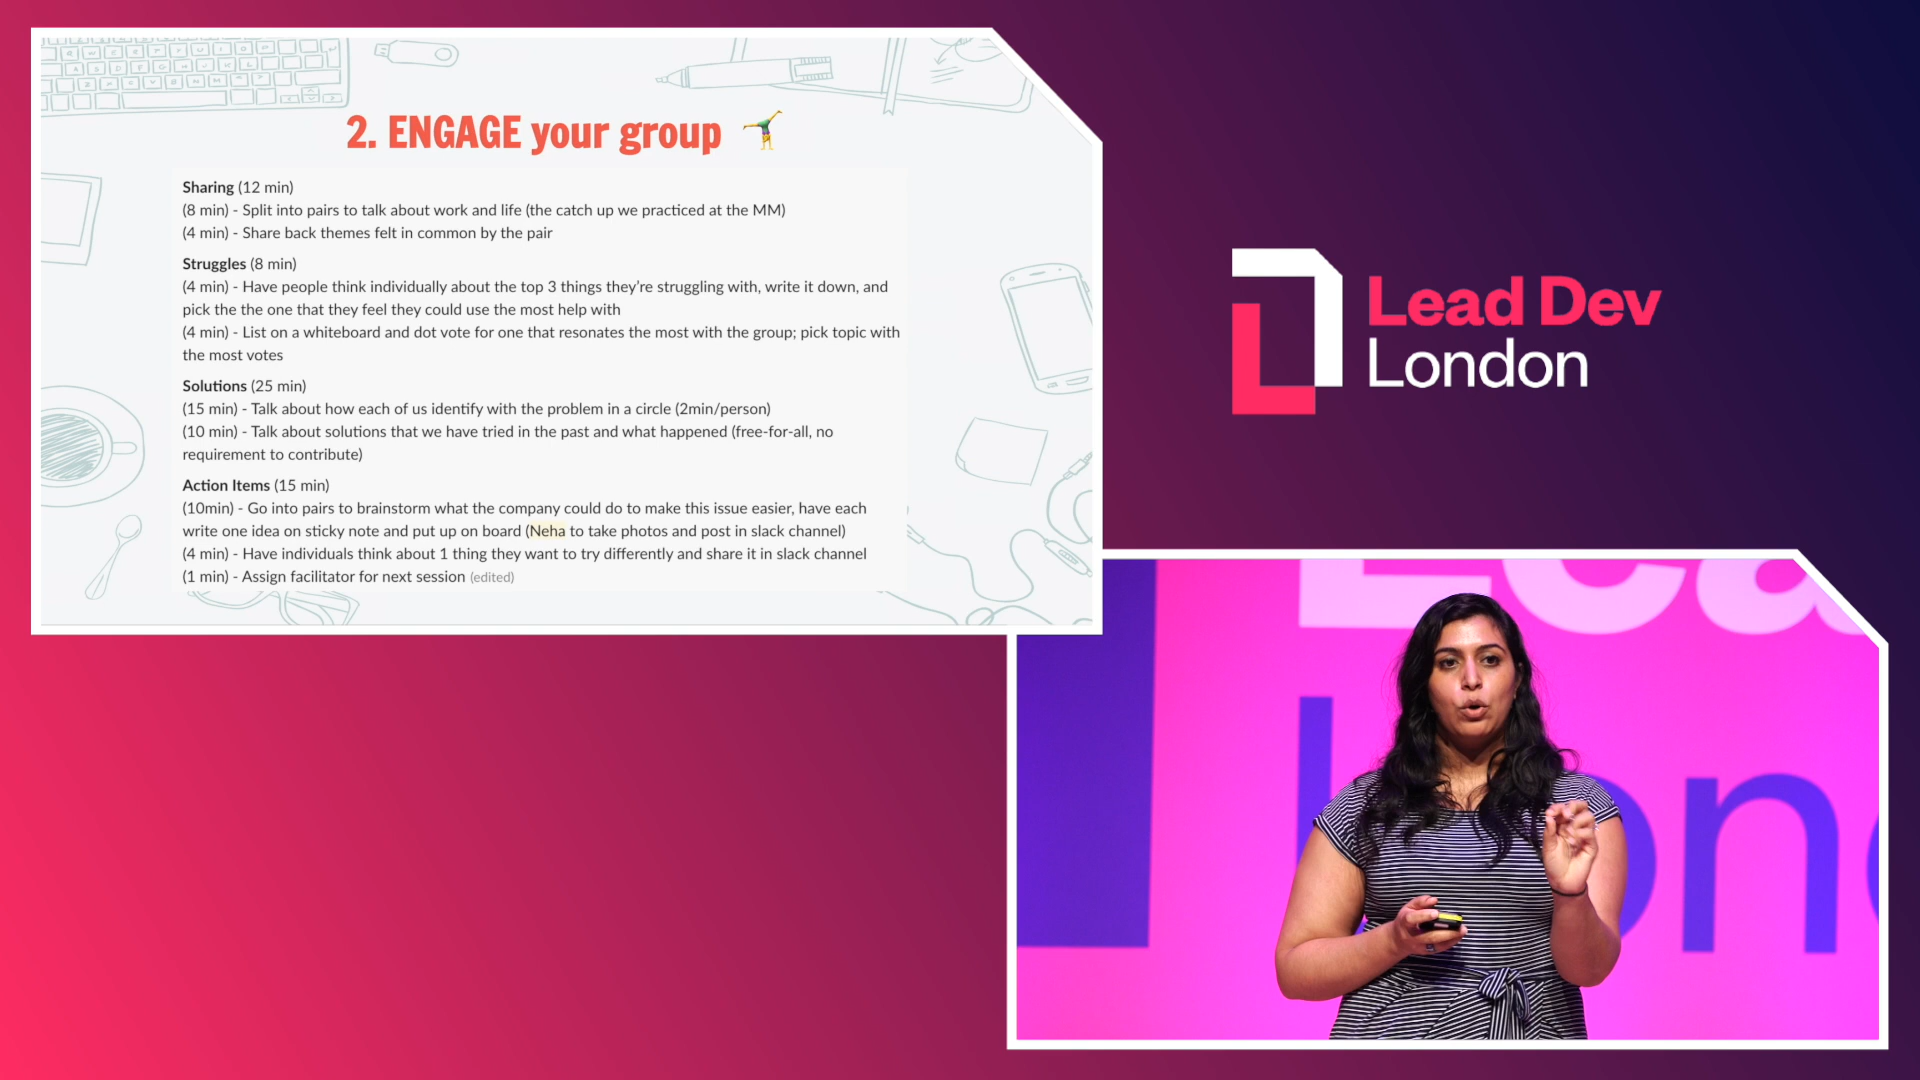 2. ENGAGE your group
Sharing (12 min)
(8 min) - Split into pairs to talk about work and life (the catch up we practiced at the MM)
(4 min) - Share back themes felt in common by the pair
Struggles (8 min)
(4 min) - Have people think individually about the top 3 things they're struggling with, write it down, and
pick the the one that they feel they could use the most help with
(4 min) - List on a whiteboard and dot vote for one that resonates the most with the group; pick topic with
the most votes
Solutions (25 min)
(15 min) - Talk about how each of us identify with the problem in a circle (2min/person)
(10 min) - Talk about solutions that we have tried in the past and what happened (free-for-all, no
requirement to contribute)
Action Items (15 min)
(10min) - Go into pairs to brainstorm what the company could do to make this issue easier, have each
write one idea on sticky note and put up on board (Neha to take photos and post in slack channel)
(4 min) - Have individuals think about 1 thing they want to try differently and share it in slack channel
(1 min) - Assign facilitator for next session (edited)
Lead Dev
London
Lea
Lon